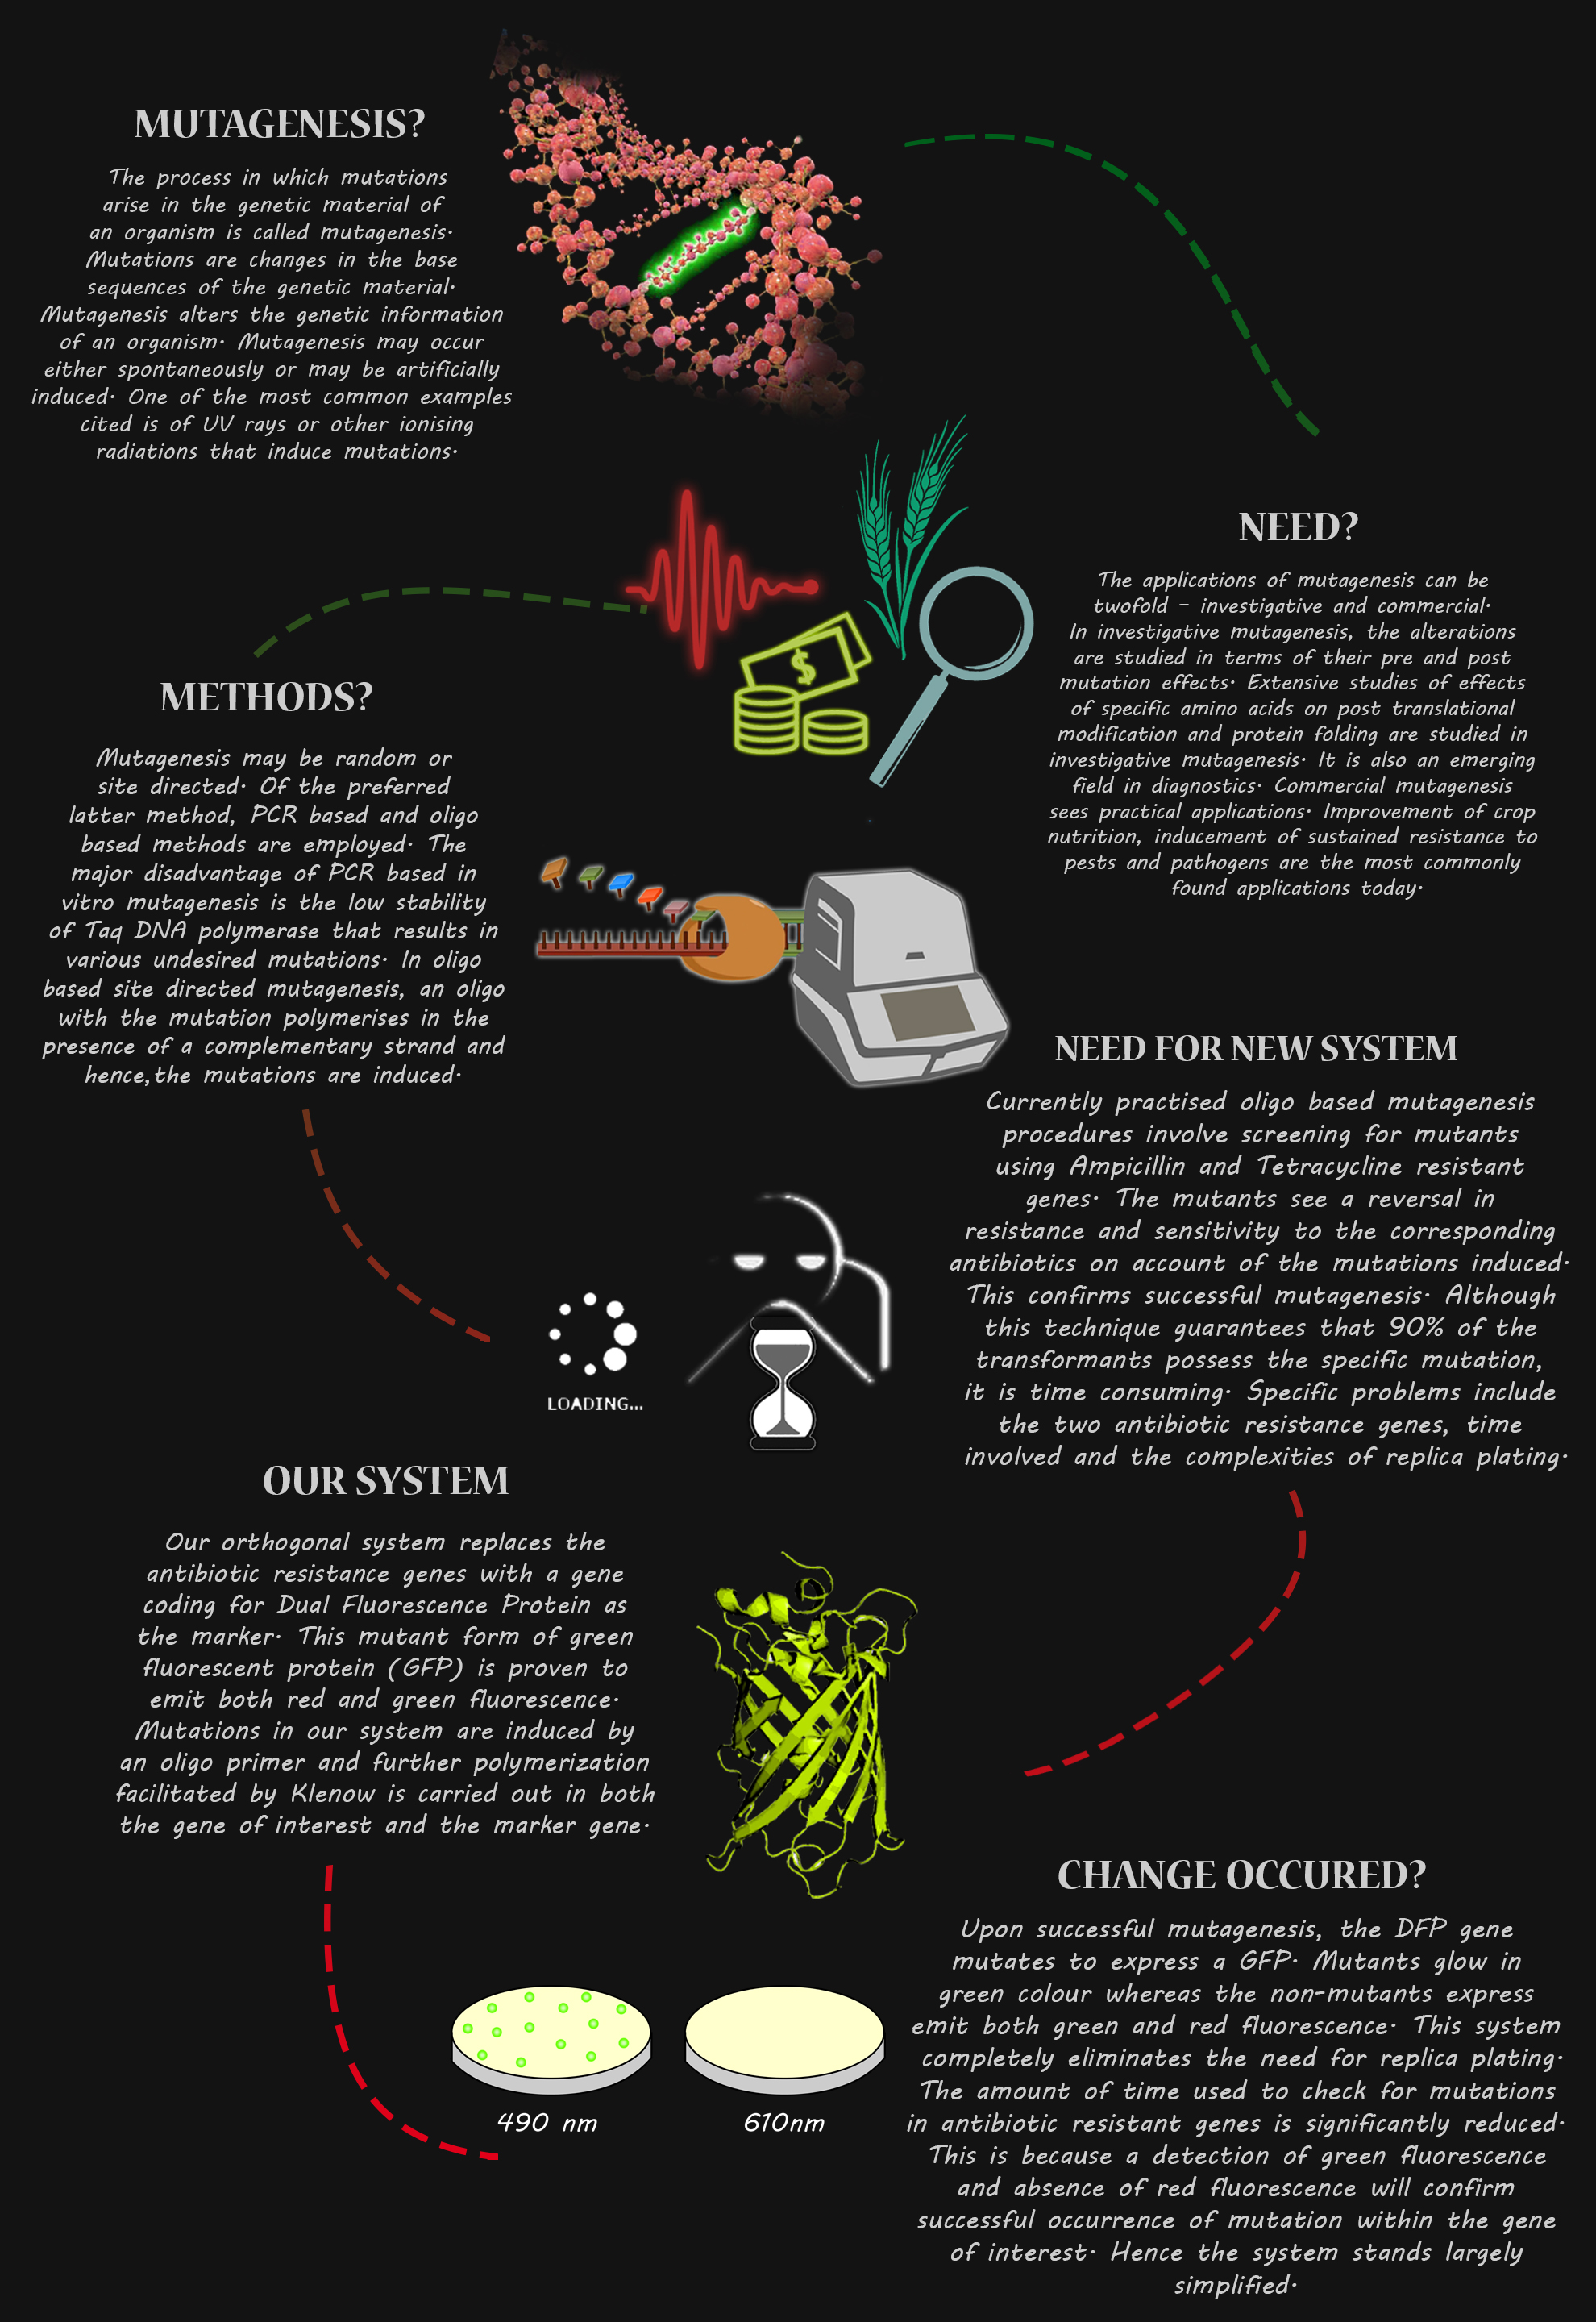 MUTAGENESIS?
The process in which mutations
arise in the genetic material of
an organism is called mutagenesis.
Mutations are changes in the base
sequences of the genetic material.
Mutagenesis alters the genetic information
of an organism. Mutagenesis may occur
either spontaneously or may be artificially
induced. One of the most common examples
cited is of UV rays or other ionising
radiations that induce mutations.
NEED?
The applications of mutagenesis can be
twofold - investigative and commercial.
In investigative mutagenesis, the alterations
are studied in terms of their pre and post
mutation effects. Extensive studies of effects
of specific amino acids on post translational
modification and protein folding are studied in
investigative mutagenesis. It is also an emerging
field in diagnostics. Commercial mutagenesis
sees practical applications. Improvement of crop
nutrition, inducement of sustained resistance to
pests and pathogens are the most commonly
found applications today.
$
METHODS?
Mutagenesis may be random or
site directed. Of the preferred
latter method, PCR based and oligo
based methods are employed. The
major disadvantage of PCR based in
vitro mutagenesis is the low stability
of Taq DNA polymerase that results in
various undesired mutations. In oligo
based site directed mutagenesis, an oligo
with the mutation polymerises in the
presence of a complementary strand and
hence,the mutations are induced.
NEED FOR NEW SYSTEM
Currently practised oligo based mutagenesis
procedures involve screening for mutants
using Ampicillin and Tetracycline resistant
genes. The mutants see a reversal in
resistance and sensitivity to the corresponding
antibiotics on account of the mutations induced.
This confirms successful mutagenesis. Although
this technique guarantees that 90% of the
transformants possess the specific mutation,
it is time consuming. Specific problems include
the two antibiotic resistance genes, time
involved and the complexities of replica plating.
LOADING...
OUR SYSTEM
Our orthogonal system replaces the
antibiotic resistance genes with a gene
coding for Dual Fluorescence Protein as
the marker. This mutant form of green
fluorescent protein (GFP) is proven to
emit both red and green fluorescence.
Mutations in our system are induced by
an oligo primer and further polymerization
facilitated by Klenow is carried out in both
the gene of interest and the marker gene.
CHANGE OCCURED?
Upon successful mutagenesis, the DFP gene
mutates to express a GFP. Mutants glow in
green colour whereas the non-mutants express
emit both green and red fluorescence. This system
completely eliminates the need for replica plating.
The amount of time used to check for mutations
in antibiotic resistant genes is significantly reduced.
This is because a detection of green fluorescence
and absence of red fluorescence will confirm
successful occurrence of mutation within the gene
of interest. Hence the system stands largely
simplified.
490 nm
610nm